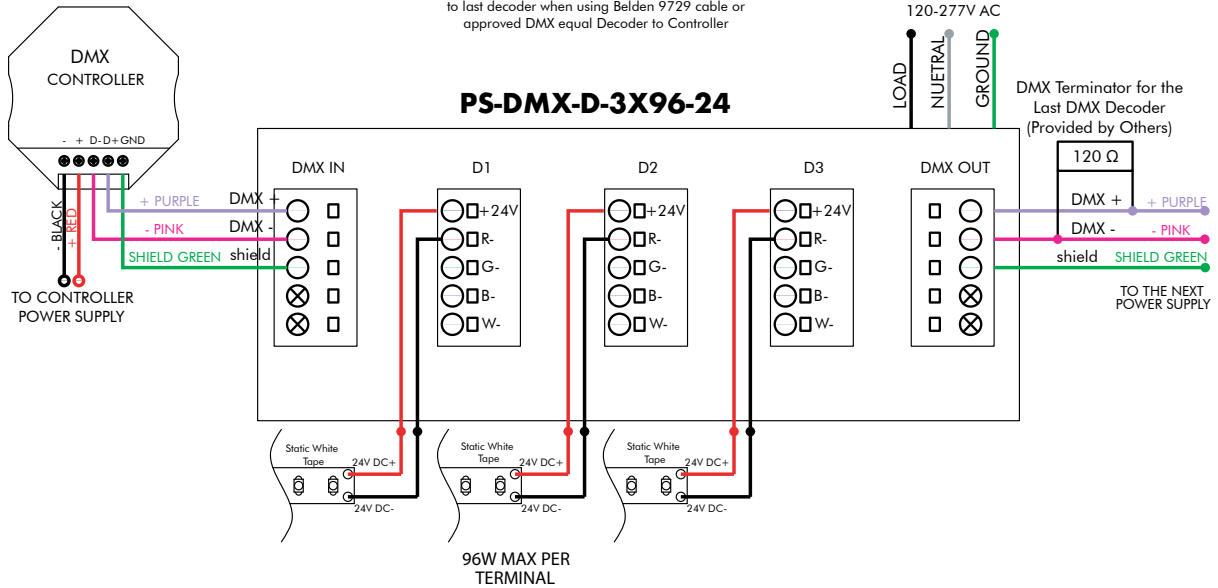 to last decoder when using Belden 9729 cable or
approved DMX equal Decoder to Controller
120-277V AC
LOAD
NUETRAL
GROUND
DMX
CONTROLLER
- + D- D+ GND
PS-DMX-D-3X96-24
DMX Terminator for the
Last DMX Decoder
(Provided by Others)
120 Ω
DMX IN
D1
D2
D3
DMX OUT
- BLACK
+ RED
+ PURPLE
DMX +
- PINK
DMX -
SHIELD GREEN
shield
+24V
R-
G-
B-
W-
+24V
R-
G-
B-
W-
+24V
R-
G-
B-
W-
DMX +
+ PURPLE
DMX -
- PINK
shield
SHIELD GREEN
TO CONTROLLER
POWER SUPPLY
TO THE NEXT
POWER SUPPLY
Static White
Tape
24V DC+
24V DC-
Static White
Tape
24V DC+
24V DC-
Static White
Tape
24V DC+
24V DC-
96W MAX PER
TERMINAL